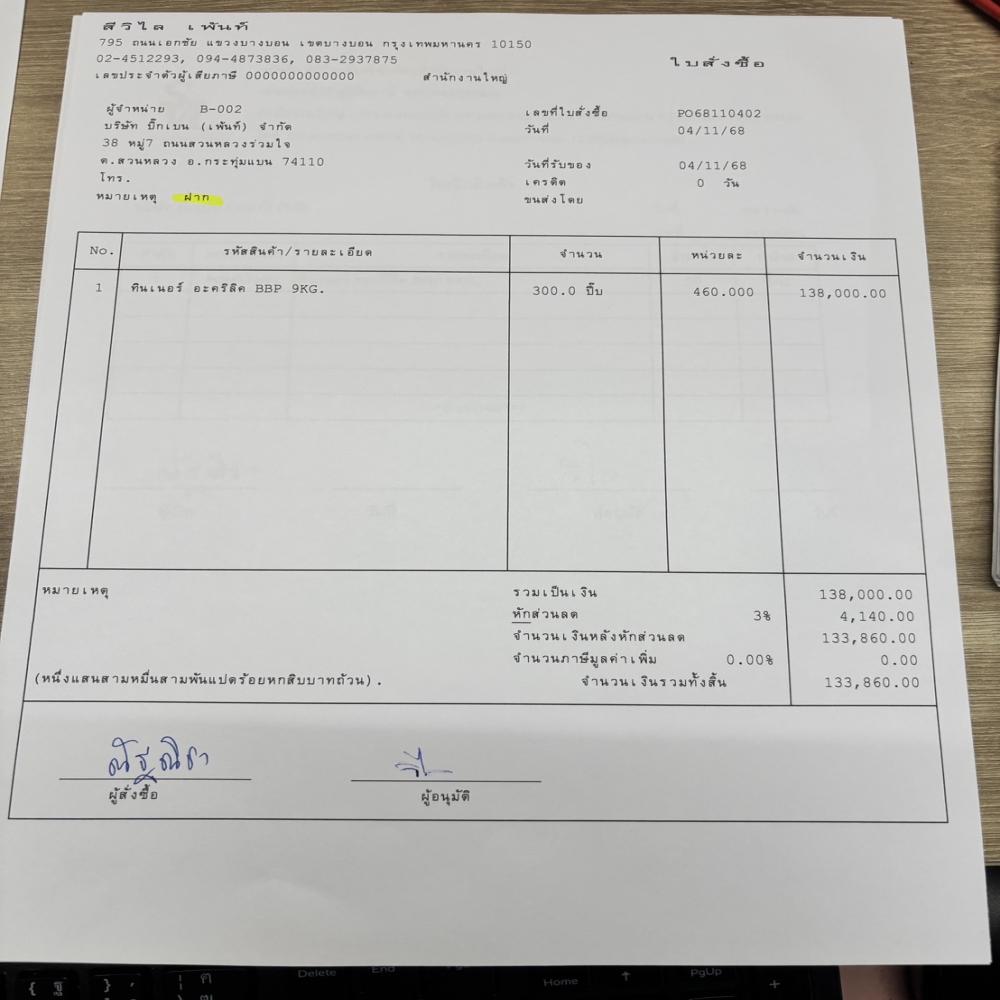 สีวิไล เพ้นท์
795 ถนนเอกชัย แขวงบางบอน เขตบางบอน กรุงเทพมหานคร 10150
02-4512293, 094-4873836, 083-2937875
ใบสั่งซื้อ
เลขประจำตัวผู้เสียภาษี 0000000000000 สำนักงานใหญ่
ผู้จำหน่าย B-002
เลขที่ใบสั่งซื้อ PO68110402
บริษัท บิ๊กเบน (เพ้นท์) จำกัด
วันที่ 04/11/68
38 หมู่7 ถนนสวนหลวงร่วมใจ
ต.สวนหลวง อ.กระทุ่มแบน 74110
วันที่รับของ 04/11/68
โทร.
เครดิต 0 วัน
หมายเหตุ ฝาก
ขนส่งโดย
No. รหัสสินค้า/รายละเอียด จำนวน หน่วยละ จำนวนเงิน
1 ทินเนอร์ อะคริลิค BBP 9KG. 300.0 ปี๊บ 460.000 138,000.00
หมายเหตุ รวมเป็นเงิน 138,000.00
หักส่วนลด 3% 4,140.00
จำนวนเงินหลังหักส่วนลด 133,860.00
จำนวนภาษีมูลค่าเพิ่ม 0.00% 0.00
(หนึ่งแสนสามหมื่นสามพันแปดร้อยหกสิบบาทถ้วน). จำนวนเงินรวมทั้งสิ้น 133,860.00
ณัฐณิชา
ผู้สั่งซื้อ ผู้อนุมัติ
Delete End
Home ↑ PgUp